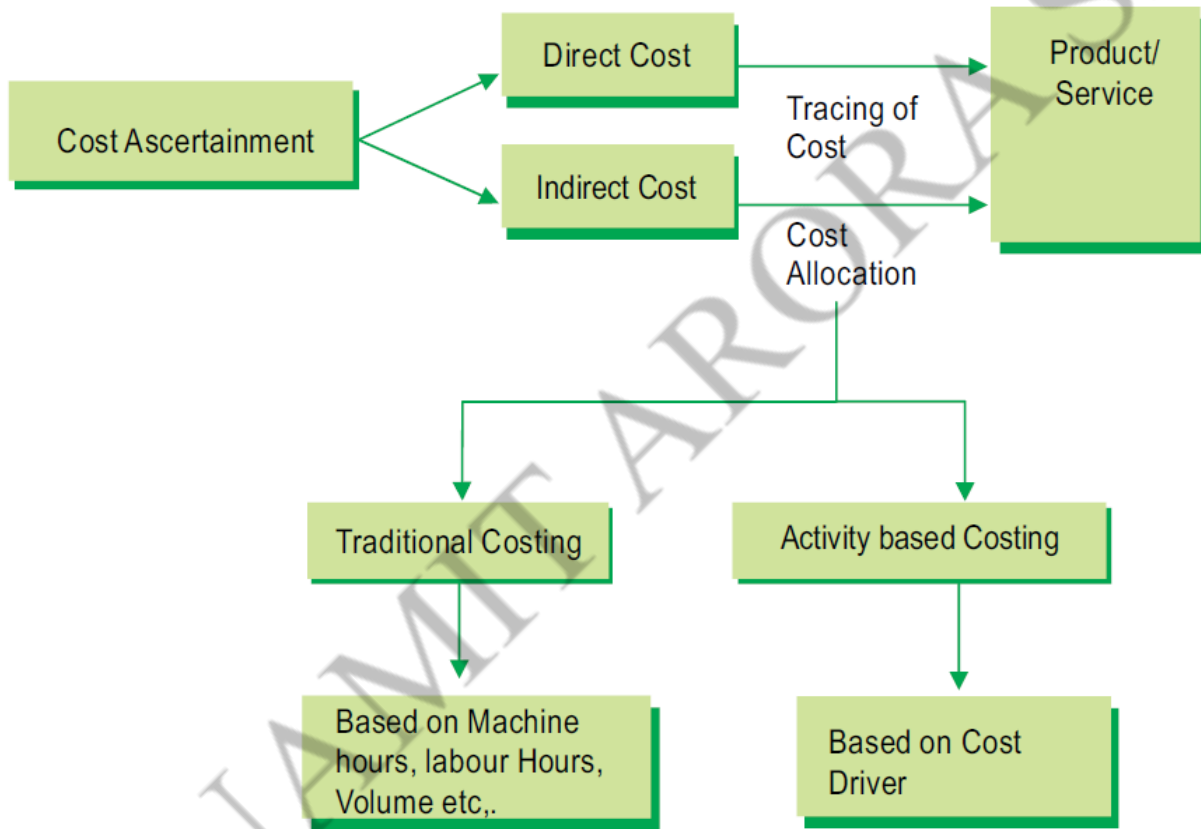 Direct Cost
Product/
Service
Cost Ascertainment
Tracing of
Cost
Indirect Cost
Cost
Allocation
Traditional Costing
Activity based Costing
Based on Machine
hours, labour Hours,
Volume etc,.
Based on Cost
Driver
AMIT ARORA S